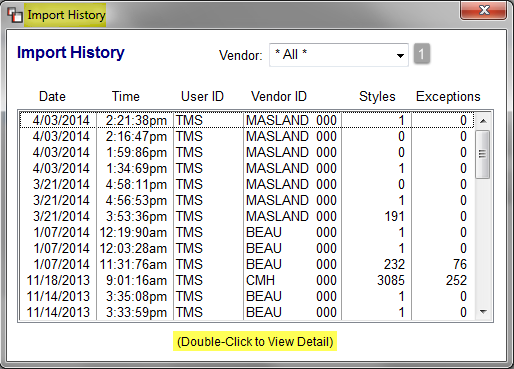 Import History
Import History
Vendor: * All * 1
Date Time User ID Vendor ID Styles Exceptions
4/03/2014 2:21:38pm TMS MASLAND 000 1 0
4/03/2014 2:16:47pm TMS MASLAND 000 0 0
4/03/2014 1:59:86pm TMS MASLAND 000 0 0
4/03/2014 1:34:69pm TMS MASLAND 000 1 0
3/21/2014 4:58:11pm TMS MASLAND 000 0 0
3/21/2014 4:56:53pm TMS MASLAND 000 1 0
3/21/2014 3:53:36pm TMS MASLAND 000 191 0
1/07/2014 12:19:90am TMS BEAU 000 1 0
1/07/2014 12:03:28am TMS BEAU 000 1 0
1/07/2014 11:31:76am TMS BEAU 000 232 76
11/18/2013 9:01:16am TMS CMH 000 3085 252
11/14/2013 3:35:08pm TMS BEAU 000 1 0
11/14/2013 3:33:59pm TMS BEAU 000 1 0
(Double-Click to View Detail)